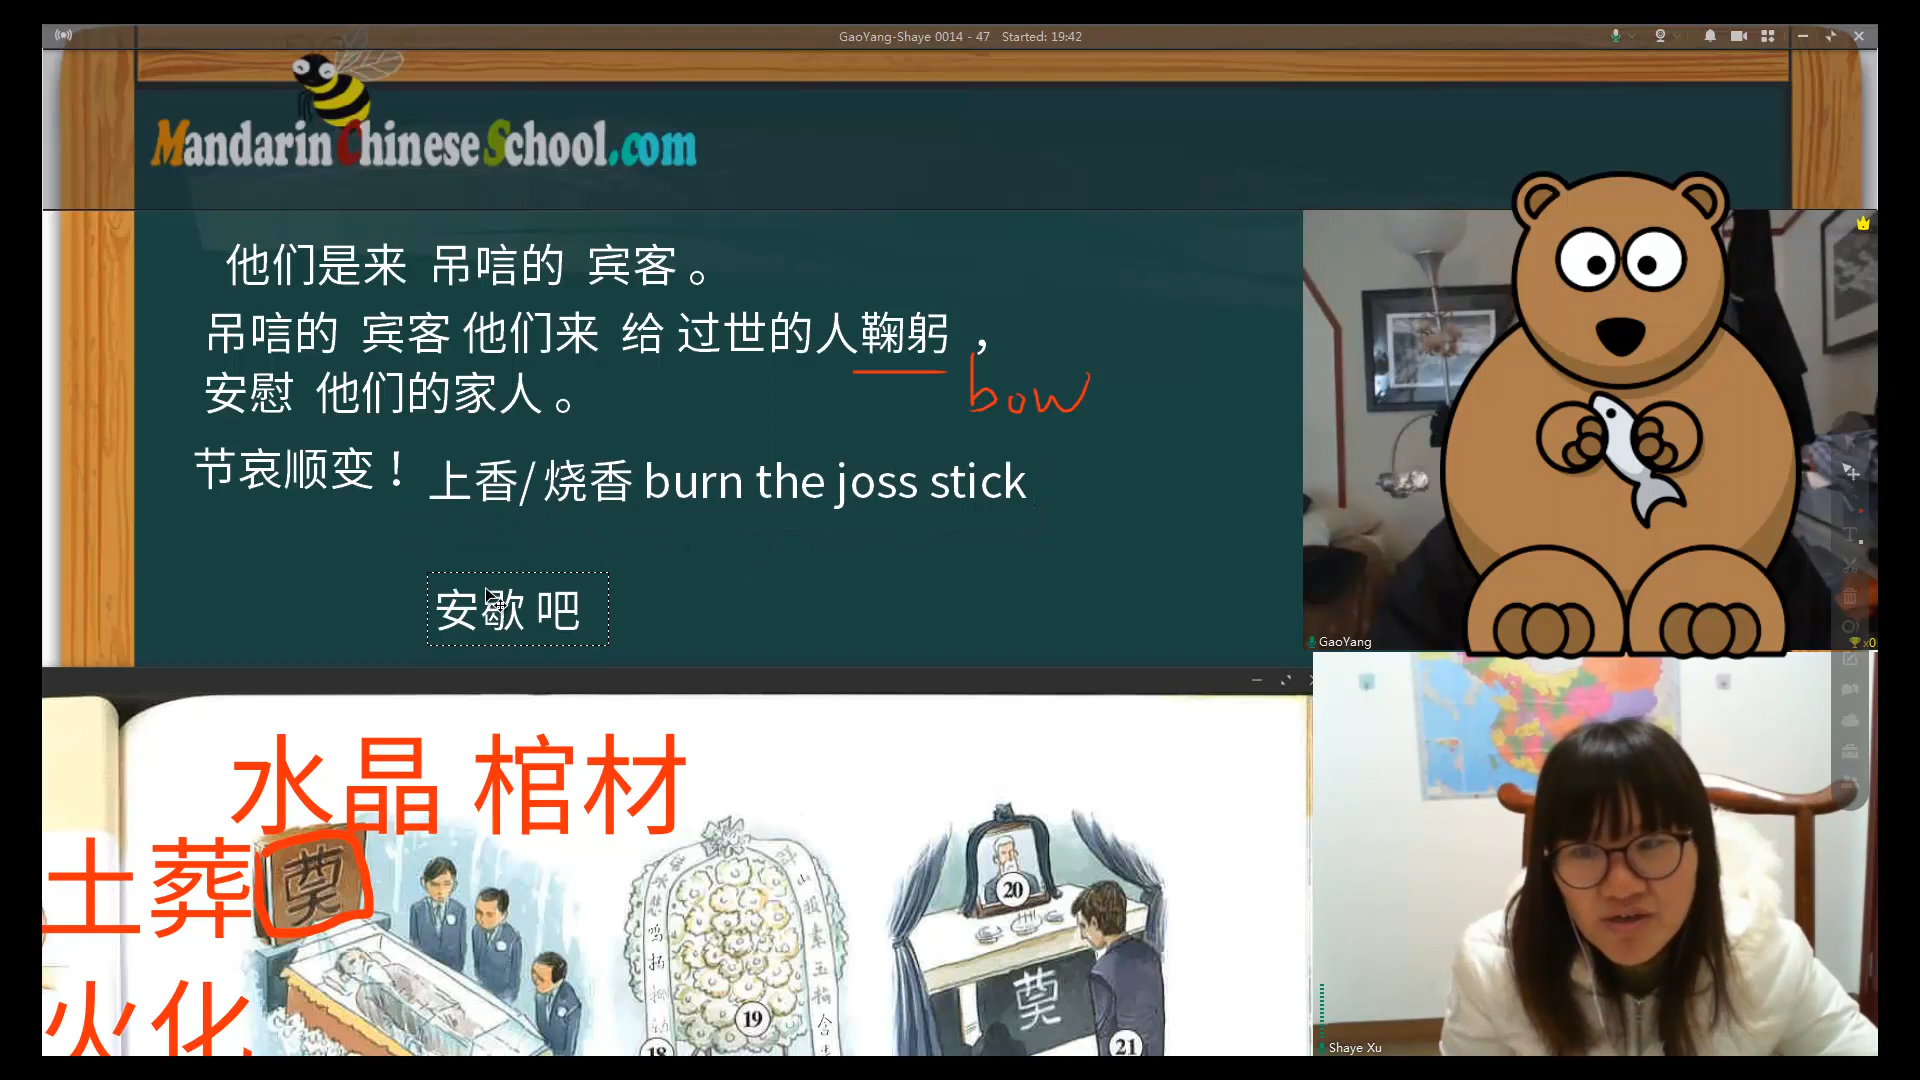 GaoYang-Shaye 0014 - 47 Started: 19:42
MandarinChineseSchool.com
他们是来 吊唁的 宾客。
吊唁的 宾客 他们来 给 过世的人鞠躬 ，
bow
安慰 他们的家人。
节哀顺变！ 上香/ 烧香 burn the joss stick
安歇 吧
GaoYang
x0
水晶 棺材
土葬
奠
火化
18
19
20
奠
21
Shaye Xu